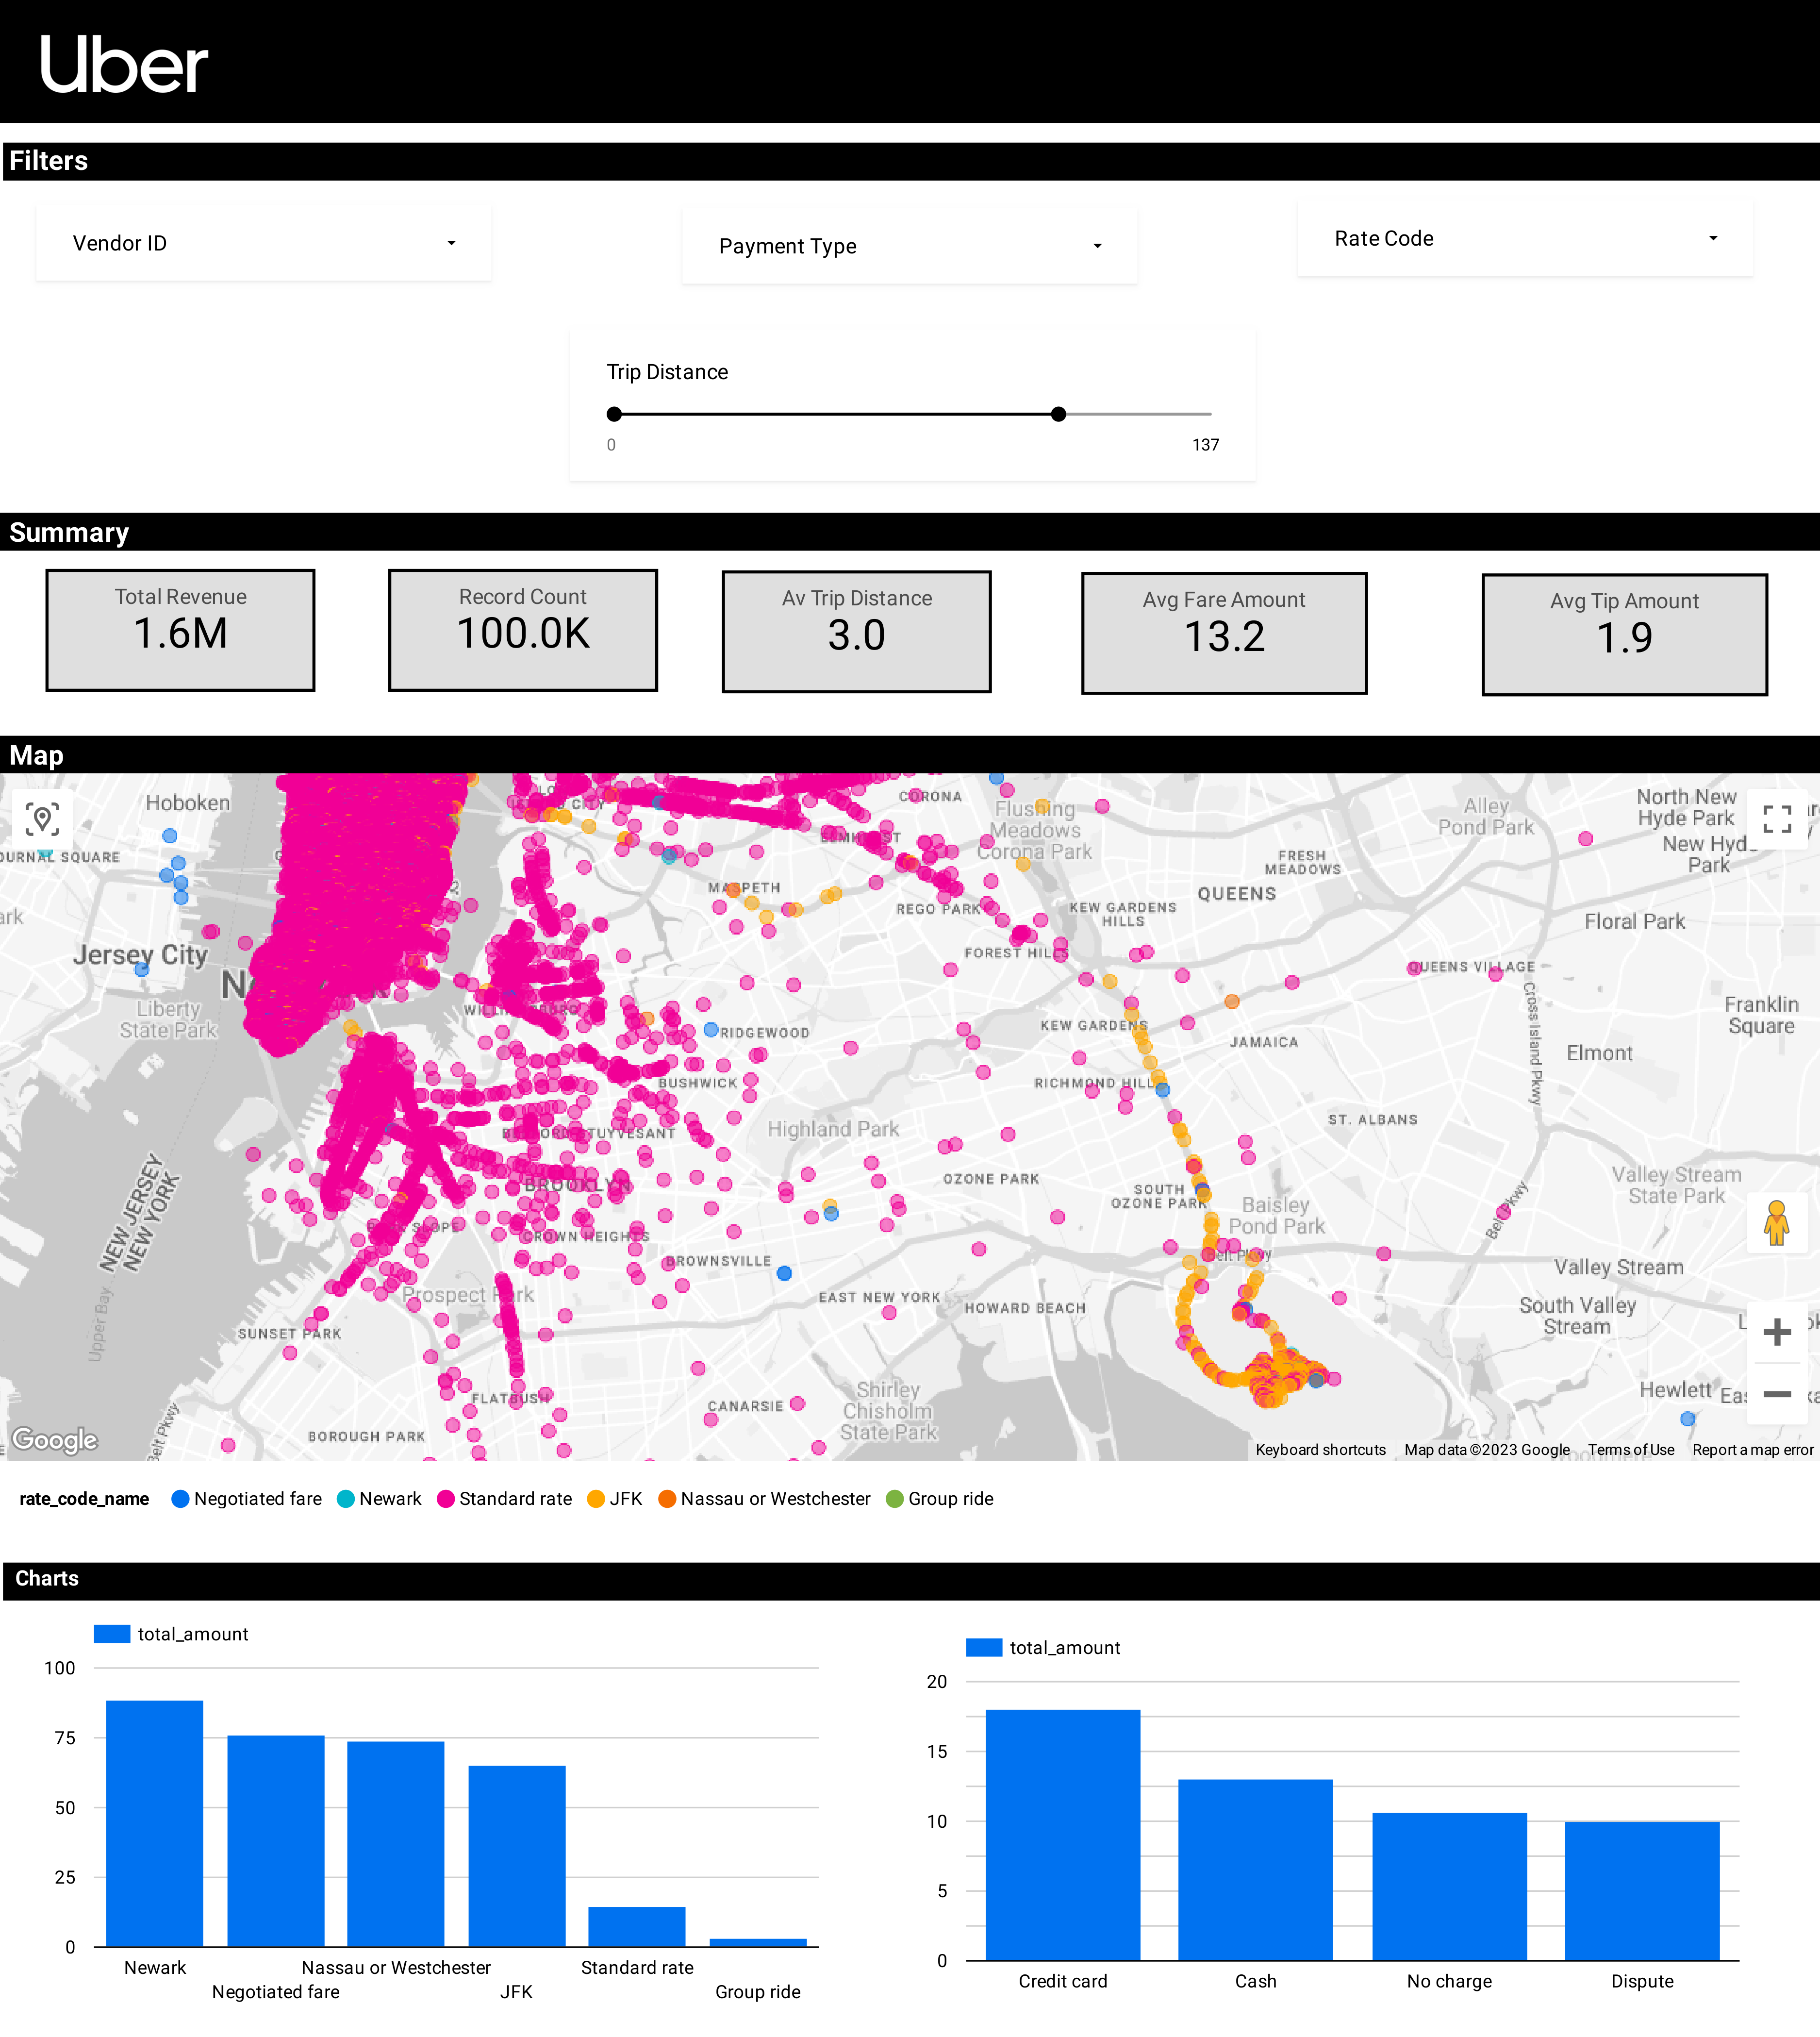 Uber
Filters
Vendor ID
Payment Type
Rate Code
Trip Distance
0
137
Summary
Total Revenue
1.6M
Record Count
100.0K
Av Trip Distance
3.0
Avg Fare Amount
13.2
Avg Tip Amount
1.9
Map
Hoboken
CORONA
Flushing
Meadows
Corona Park
Alley
Pond Park
North New
Hyde Park
New Hyd
Park
OURNAL SQUARE
FRESH
MEADOWS
MASPETH
QUEENS
REGO PARK
KEW GARDENS
HILLS
Floral Park
Jersey City
FOREST HILLS
QUEENS VILLAGE
Liberty
State Park
Cross Island Pkwy
Franklin
Square
RIDGEWOOD
KEW GARDENS
JAMAICA
Elmont
BUSHWICK
RICHMOND HILL
Highland Park
ST. ALBANS
NEW JERSEY
NEW YORK
BROOKLYN
OZONE PARK
SOUTH
OZONE PARK
Baisley
Pond Park
Valley Stream
State Park
Belt Pkwy
CROWN HEIGHTS
BROWNSVILLE
Belt Pkwy
Valley Stream
Prospect Park
EAST NEW YORK
HOWARD BEACH
South Valley
Stream
Upper Bay
SUNSET PARK
FLATBUSH
CANARSIE
Shirley
Chisholm
State Park
Hewlett
Belt Pkwy
BOROUGH PARK
Google
Keyboard shortcuts
Map data ©2023 Google
Terms of Use
Report a map error
rate_code_name
Negotiated fare
Newark
Standard rate
JFK
Nassau or Westchester
Group ride
Charts
total_amount
100
75
50
25
0
Newark
Negotiated fare
Nassau or Westchester
JFK
Standard rate
Group ride
total_amount
20
15
10
5
0
Credit card
Cash
No charge
Dispute